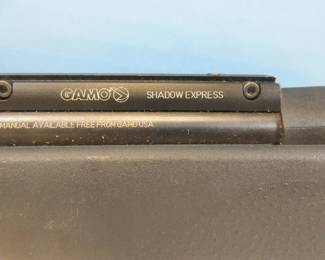 GAMO SHADOW EXPRESS
MANUAL AVAILABLE FREE FROM GAMO USA